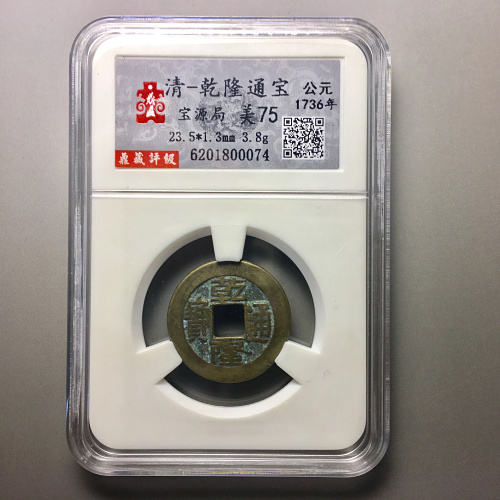 清-乾隆通宝 公元
1736年
宝源局 美75
23.5*1.3mm 3.8g
鼎藏評級 6201800074
乾隆通寶